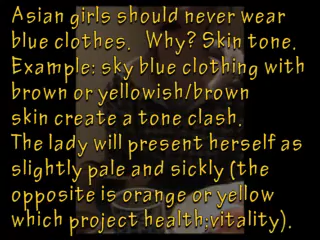 Asian girls should never wear
blue clothes. Why? Skin tone.
Example: sky blue clothing with
brown or yellowish/brown
skin create a tone clash.
The lady will present herself as
slightly pale and sickly (the
opposite is orange or yellow
which project health;vitality).